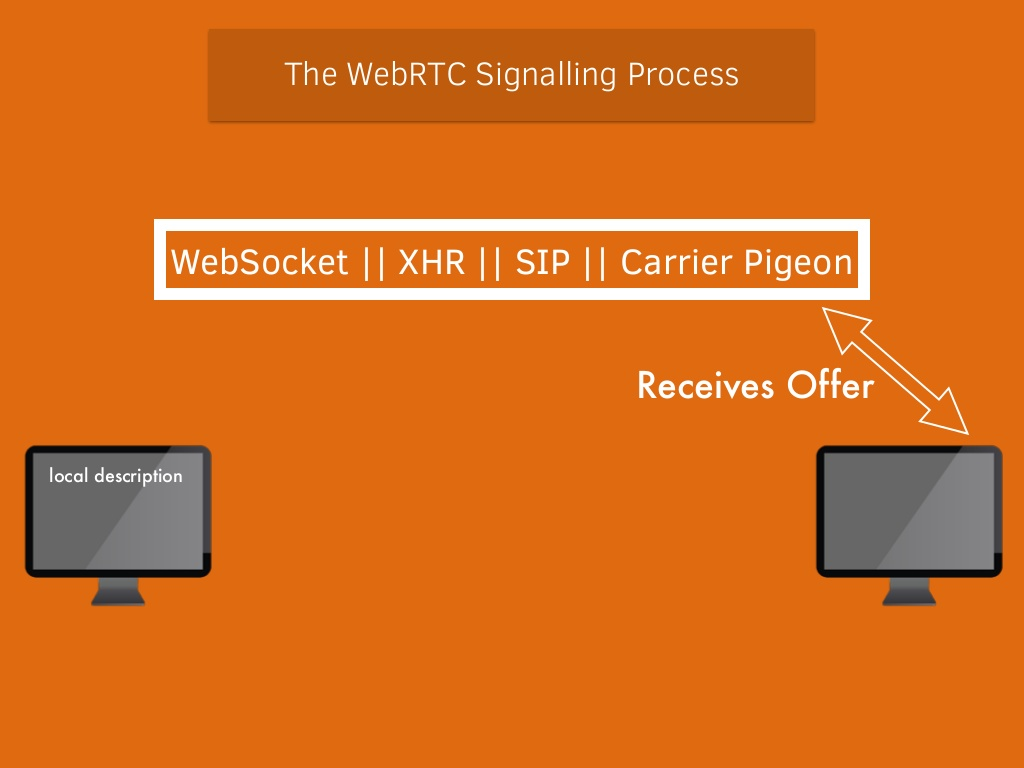 The WebRTC Signalling Process
WebSocket || XHR || SIP || Carrier Pigeon
Receives Offer
local description